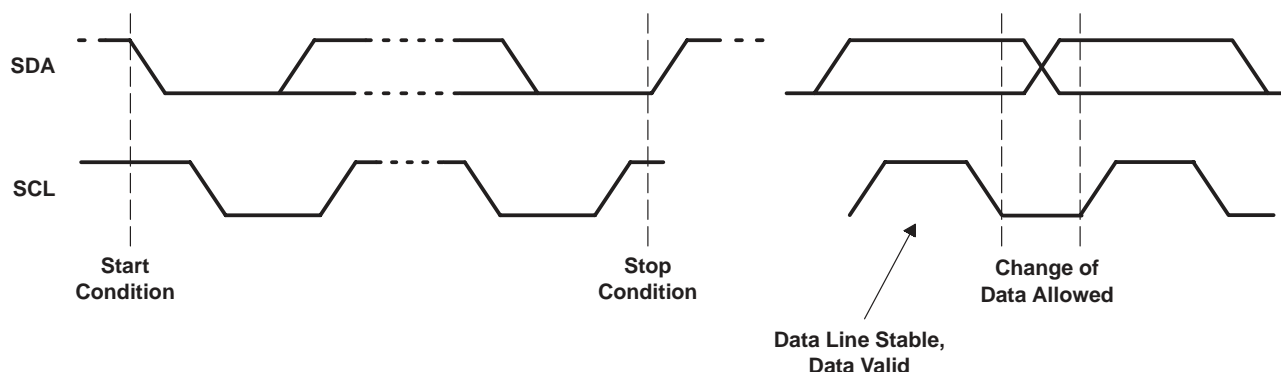 SDA
SCL
Start
Condition
Stop
Condition
Change of
Data Allowed
Data Line Stable,
Data Valid